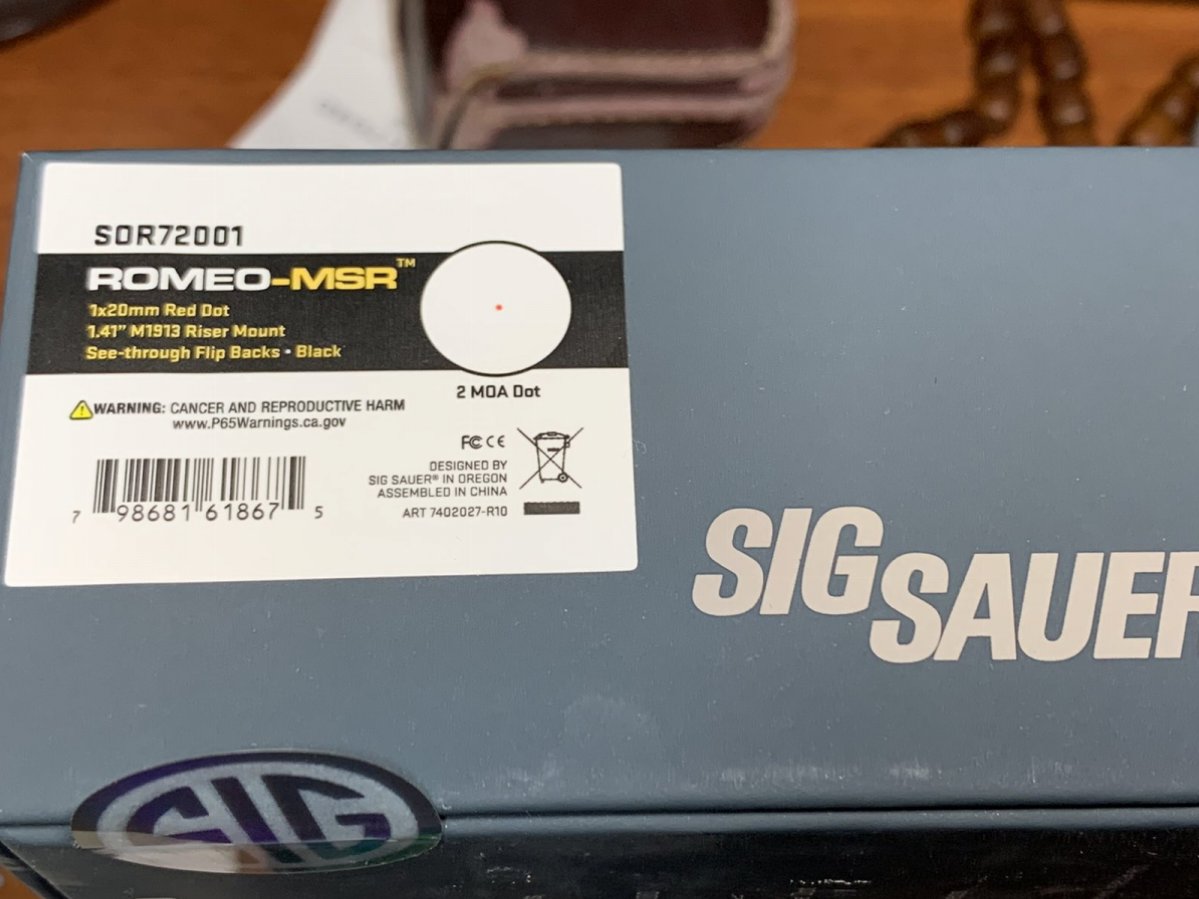 SOR72001
ROMEO-MSR™
1x20mm Red Dot
1.41" M1913 Riser Mount
See-through Flip Backs • Black
2 MOA Dot
WARNING: CANCER AND REPRODUCTIVE HARM
www.P65Warnings.ca.gov
FC CE
DESIGNED BY
SIG SAUER® IN OREGON
ASSEMBLED IN CHINA
ART 7402027-R10
7 98681 61867 5
SIG
SAUER
SIG